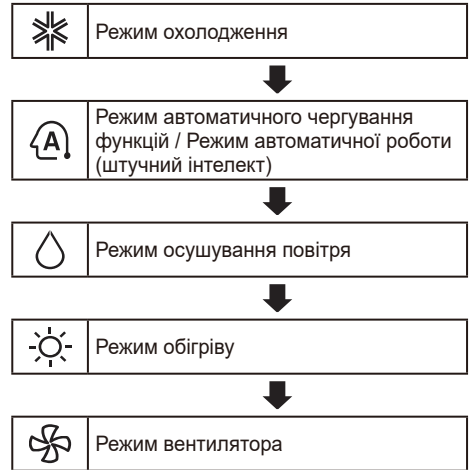 Режим охолодження
Режим автоматичного чергування
функцій / Режим автоматичної роботи
(штучний інтелект)
A
Режим осушування повітря
Режим обігріву
Режим вентилятора